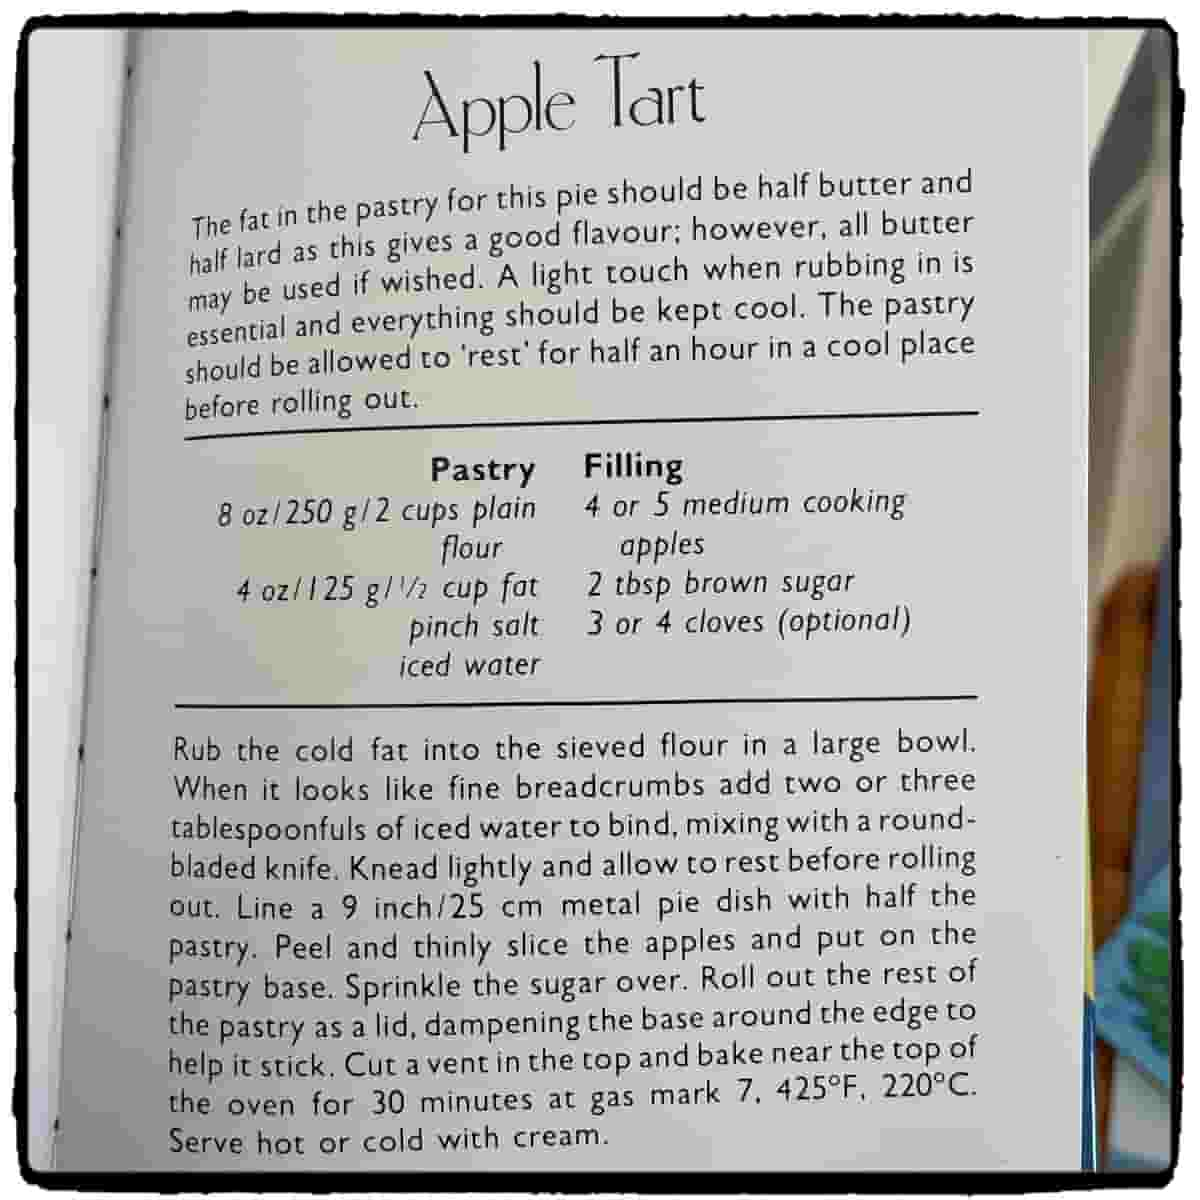 Apple Tart
The fat in the pastry for this pie should be half butter and
half lard as this gives a good flavour; however, all butter
may be used if wished. A light touch when rubbing in is
essential and everything should be kept cool. The pastry
should be allowed to 'rest' for half an hour in a cool place
before rolling out.
Pastry
8 oz/250 g/2 cups plain
flour
4 oz/125 g/½ cup fat
pinch salt
iced water
Filling
4 or 5 medium cooking
apples
2 tbsp brown sugar
3 or 4 cloves (optional)
Rub the cold fat into the sieved flour in a large bowl.
When it looks like fine breadcrumbs add two or three
tablespoonfuls of iced water to bind, mixing with a round-
bladed knife. Knead lightly and allow to rest before rolling
out. Line a 9 inch/25 cm metal pie dish with half the
pastry. Peel and thinly slice the apples and put on the
pastry base. Sprinkle the sugar over. Roll out the rest of
the pastry as a lid, dampening the base around the edge to
help it stick. Cut a vent in the top and bake near the top of
the oven for 30 minutes at gas mark 7, 425°F, 220°C.
Serve hot or cold with cream.